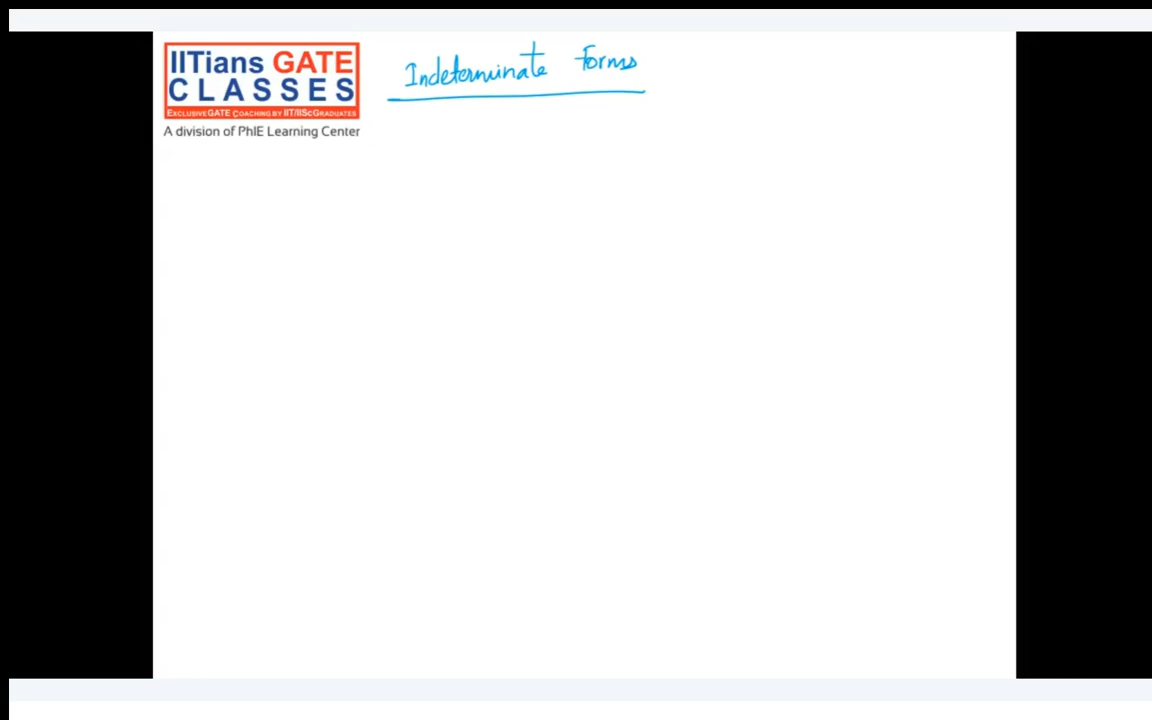 IITians GATE
CLASSES
EXCLUSIVE GATE COACHING BY IIT/IISc GRADUATES
A division of PhIE Learning Center
Indeterminate Forms